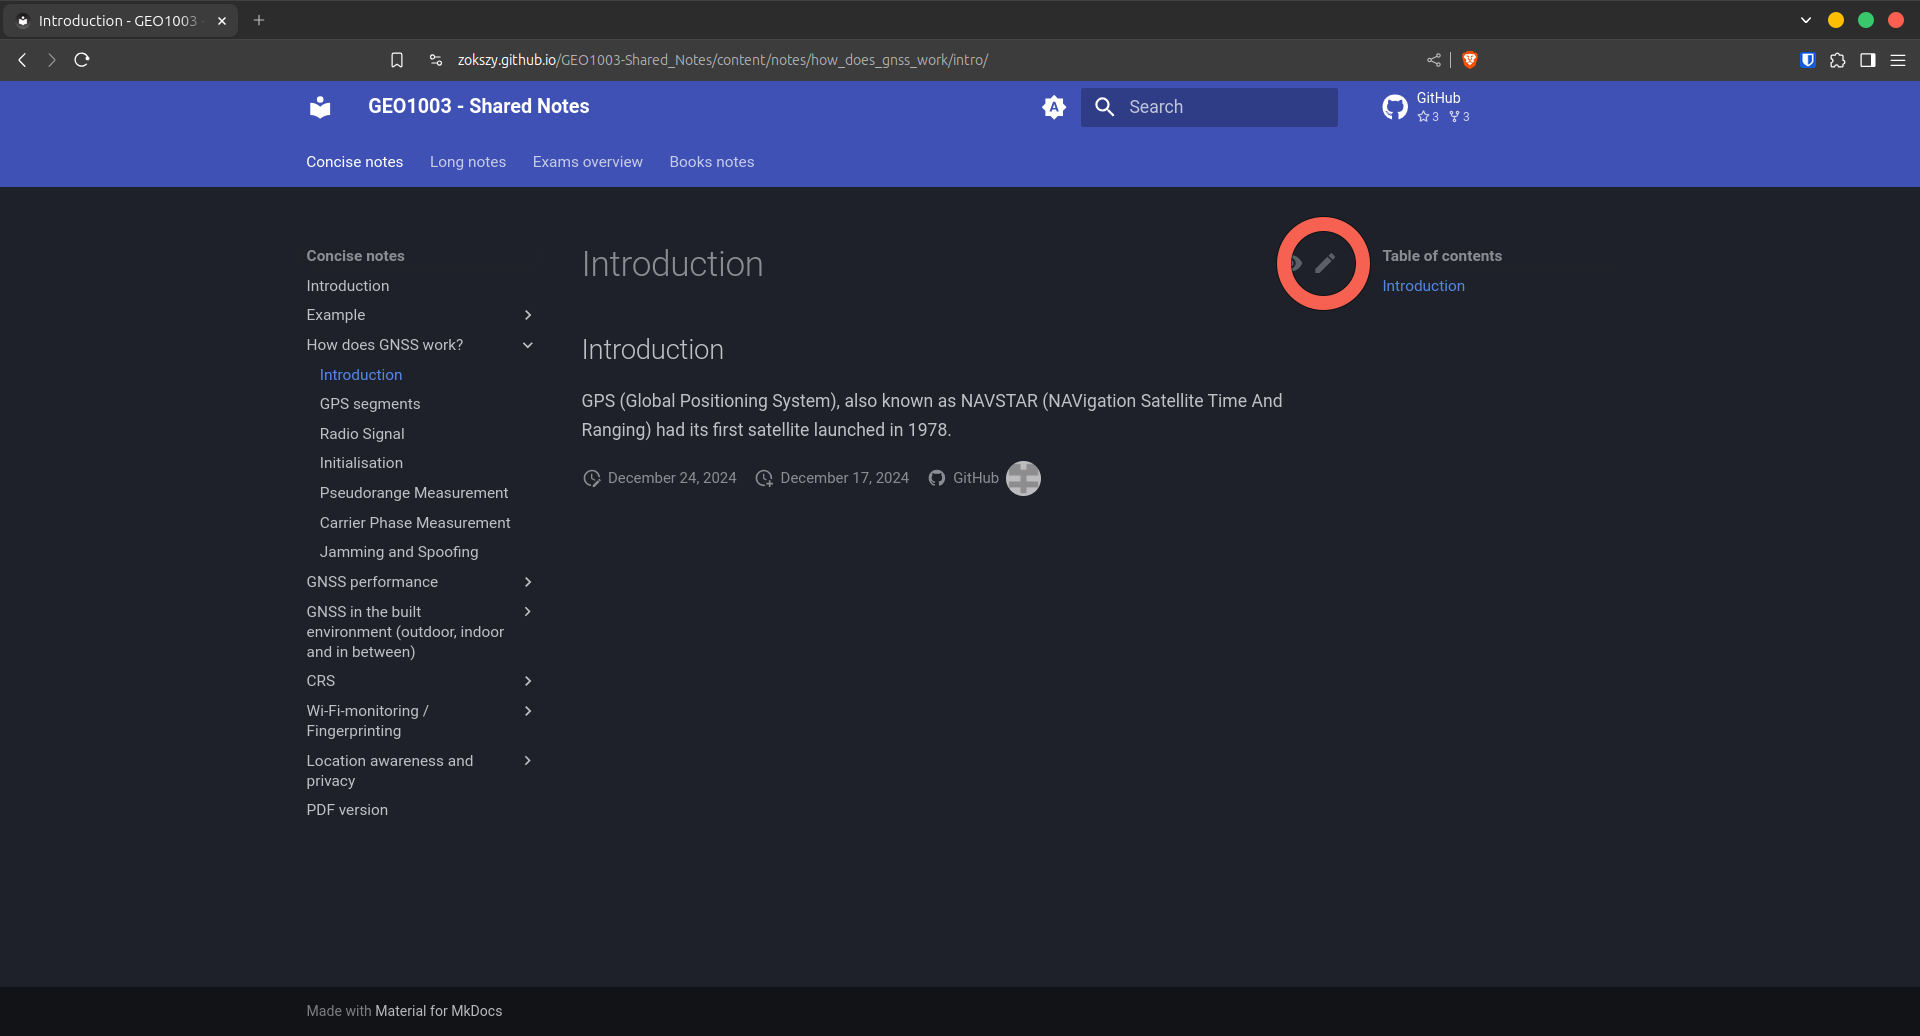 Introduction - GEO1003
zokszy.github.io/GEO1003-Shared_Notes/content/notes/how_does_gnss_work/intro/
GEO1003 - Shared Notes
A
Search
GitHub
3 3
Concise notes Long notes Exams overview Books notes
Concise notes
Introduction
Example
How does GNSS work?
Introduction
GPS segments
Radio Signal
Initialisation
Pseudorange Measurement
Carrier Phase Measurement
Jamming and Spoofing
GNSS performance
GNSS in the built
environment (outdoor, indoor
and in between)
CRS
Wi-Fi-monitoring /
Fingerprinting
Location awareness and
privacy
PDF version
Introduction
Introduction
GPS (Global Positioning System), also known as NAVSTAR (NAVigation Satellite Time And
Ranging) had its first satellite launched in 1978.
December 24, 2024 December 17, 2024 GitHub
Table of contents
Introduction
Made with Material for MkDocs